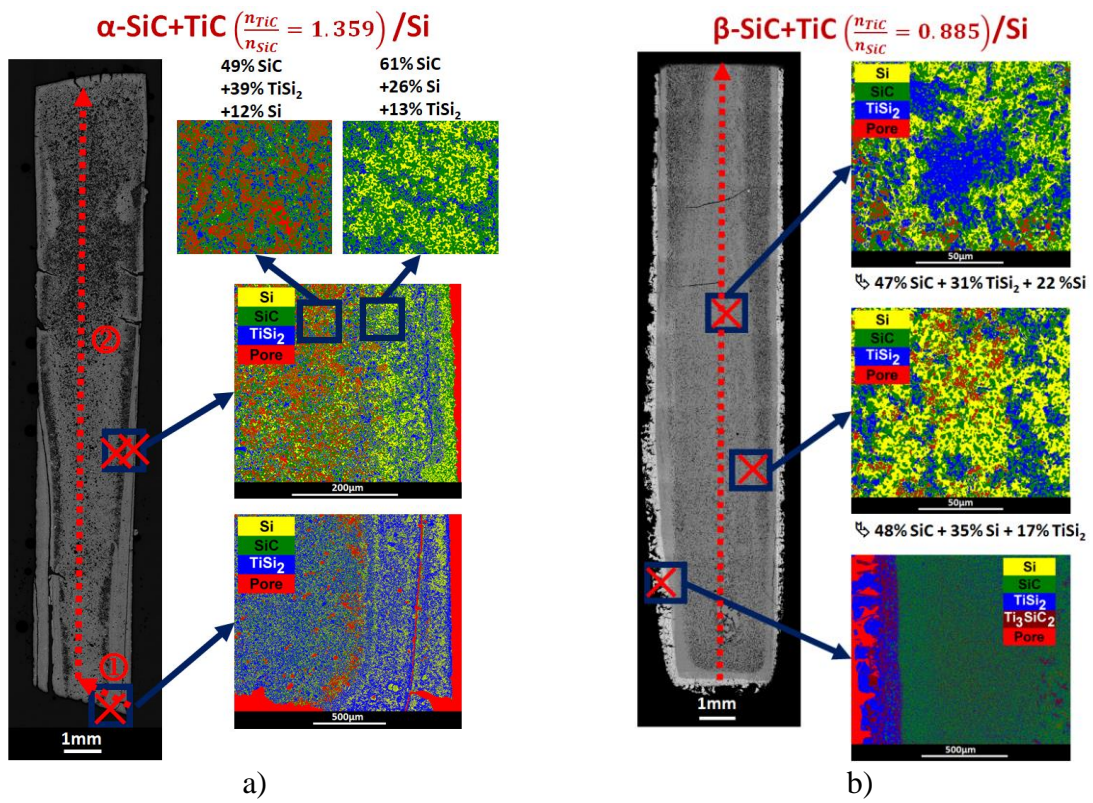 α-SiC+TiC (n_TiC/n_SiC = 1.359) /Si
49% SiC
+39% TiSi₂
+12% Si
61% SiC
+26% Si
+13% TiSi₂
Si
SiC
TiSi₂
Pore
200µm
②
Si
SiC
TiSi₂
Pore
500µm
①
1mm
a)
β-SiC+TiC (n_TiC/n_SiC = 0.885)/Si
Si
SiC
TiSi₂
Pore
50µm
↳ 47% SiC + 31% TiSi₂ + 22 %Si
Si
SiC
TiSi₂
Pore
50µm
↳ 48% SiC + 35% Si + 17% TiSi₂
Si
SiC
TiSi₂
Ti₃SiC₂
Pore
500µm
1mm
b)